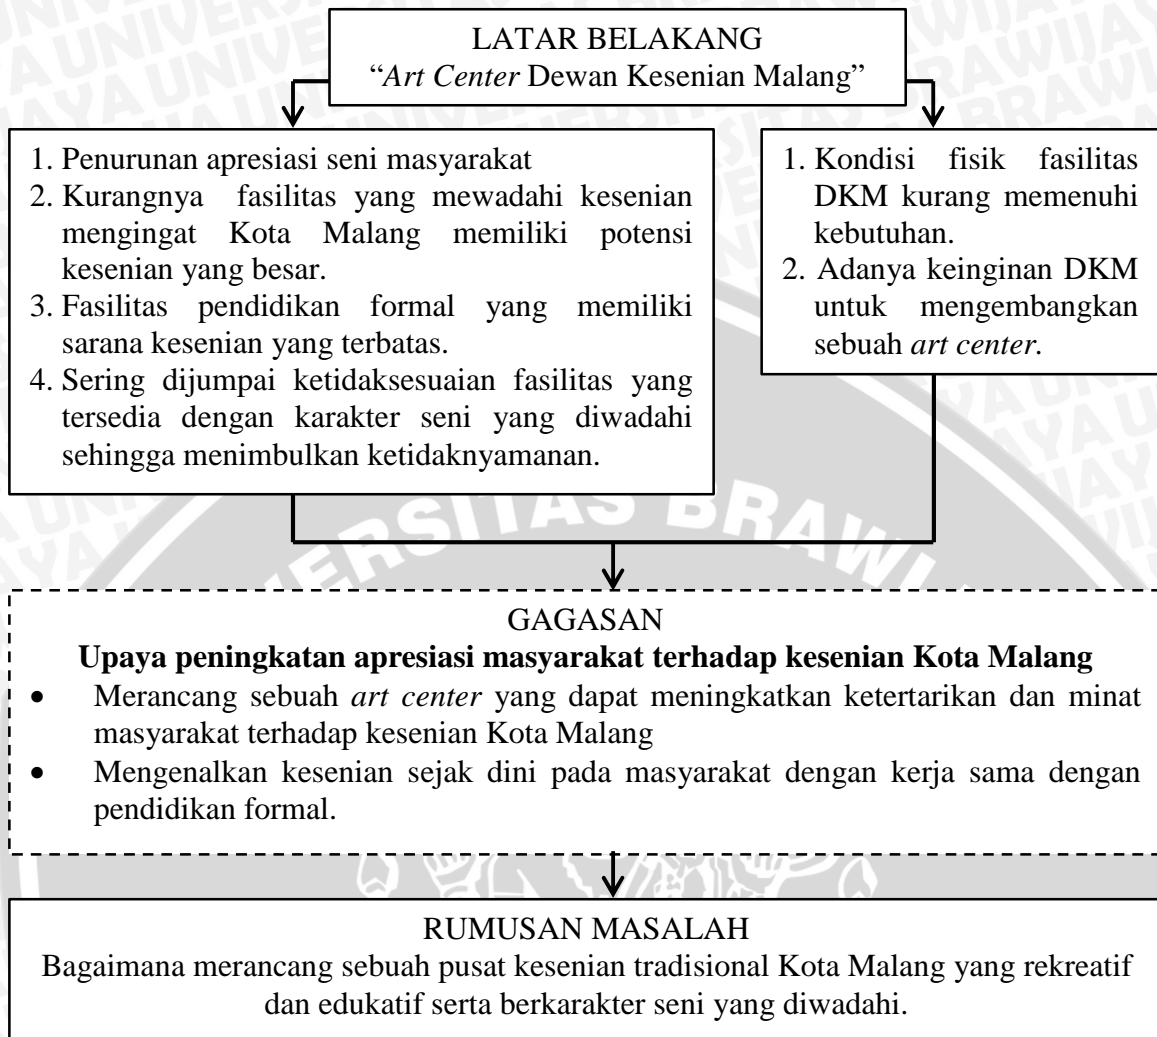 LATAR BELAKANG
“Art Center Dewan Kesenian Malang”
1. Penurunan apresiasi seni masyarakat
2. Kurangnya fasilitas yang mewadahi kesenian
mengingat Kota Malang memiliki potensi
kesenian yang besar.
3. Fasilitas pendidikan formal yang memiliki
sarana kesenian yang terbatas.
4. Sering dijumpai ketidaksesuaian fasilitas yang
tersedia dengan karakter seni yang diwadahi
sehingga menimbulkan ketidaknyamanan.
1. Kondisi fisik fasilitas
DKM kurang memenuhi
kebutuhan.
2. Adanya keinginan DKM
untuk mengembangkan
sebuah art center.
GAGASAN
Upaya peningkatan apresiasi masyarakat terhadap kesenian Kota Malang
• Merancang sebuah art center yang dapat meningkatkan ketertarikan dan minat
masyarakat terhadap kesenian Kota Malang
• Mengenalkan kesenian sejak dini pada masyarakat dengan kerja sama dengan
pendidikan formal.
RUMUSAN MASALAH
Bagaimana merancang sebuah pusat kesenian tradisional Kota Malang yang rekreatif
dan edukatif serta berkarakter seni yang diwadahi.